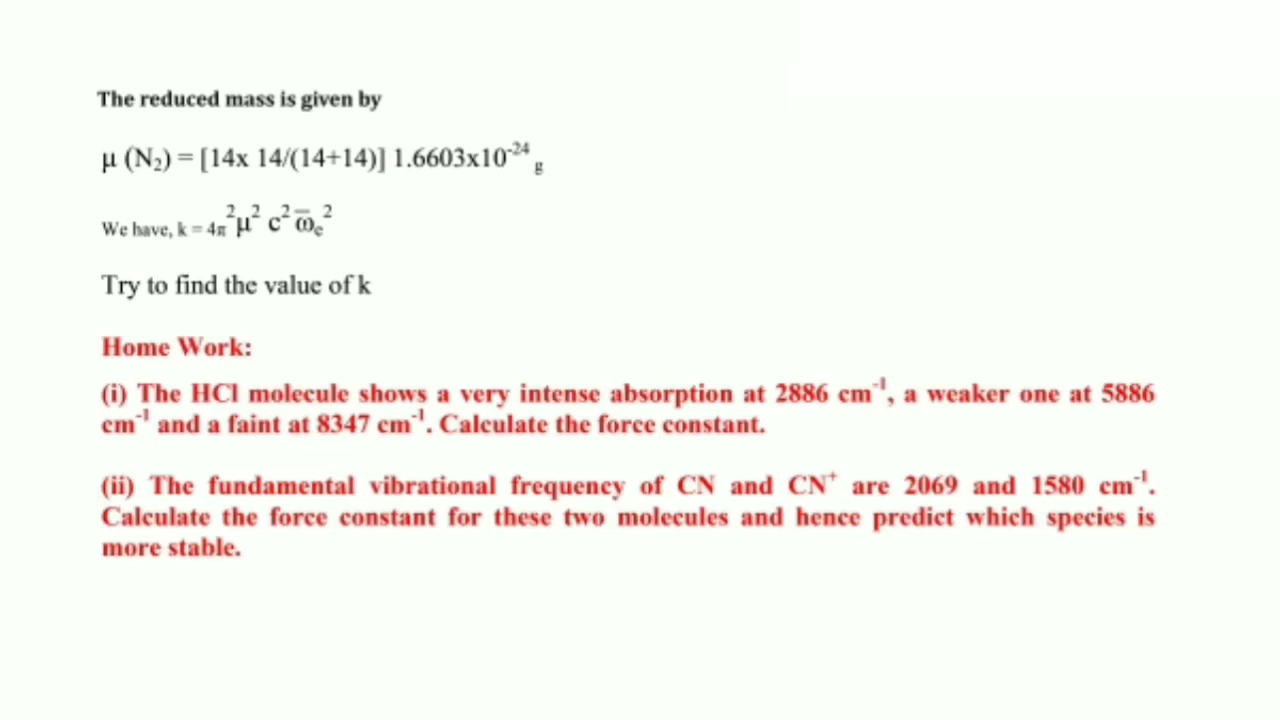 The reduced mass is given by
μ (N₂) = [14x 14/(14+14)] 1.6603x10⁻²⁴ g
We have, k = 4π²μ² c² ω̅ₑ²
Try to find the value of k
Home Work:
(i) The HCl molecule shows a very intense absorption at 2886 cm⁻¹, a weaker one at 5886
cm⁻¹ and a faint at 8347 cm⁻¹. Calculate the force constant.
(ii) The fundamental vibrational frequency of CN and CN⁺ are 2069 and 1580 cm⁻¹.
Calculate the force constant for these two molecules and hence predict which species is
more stable.